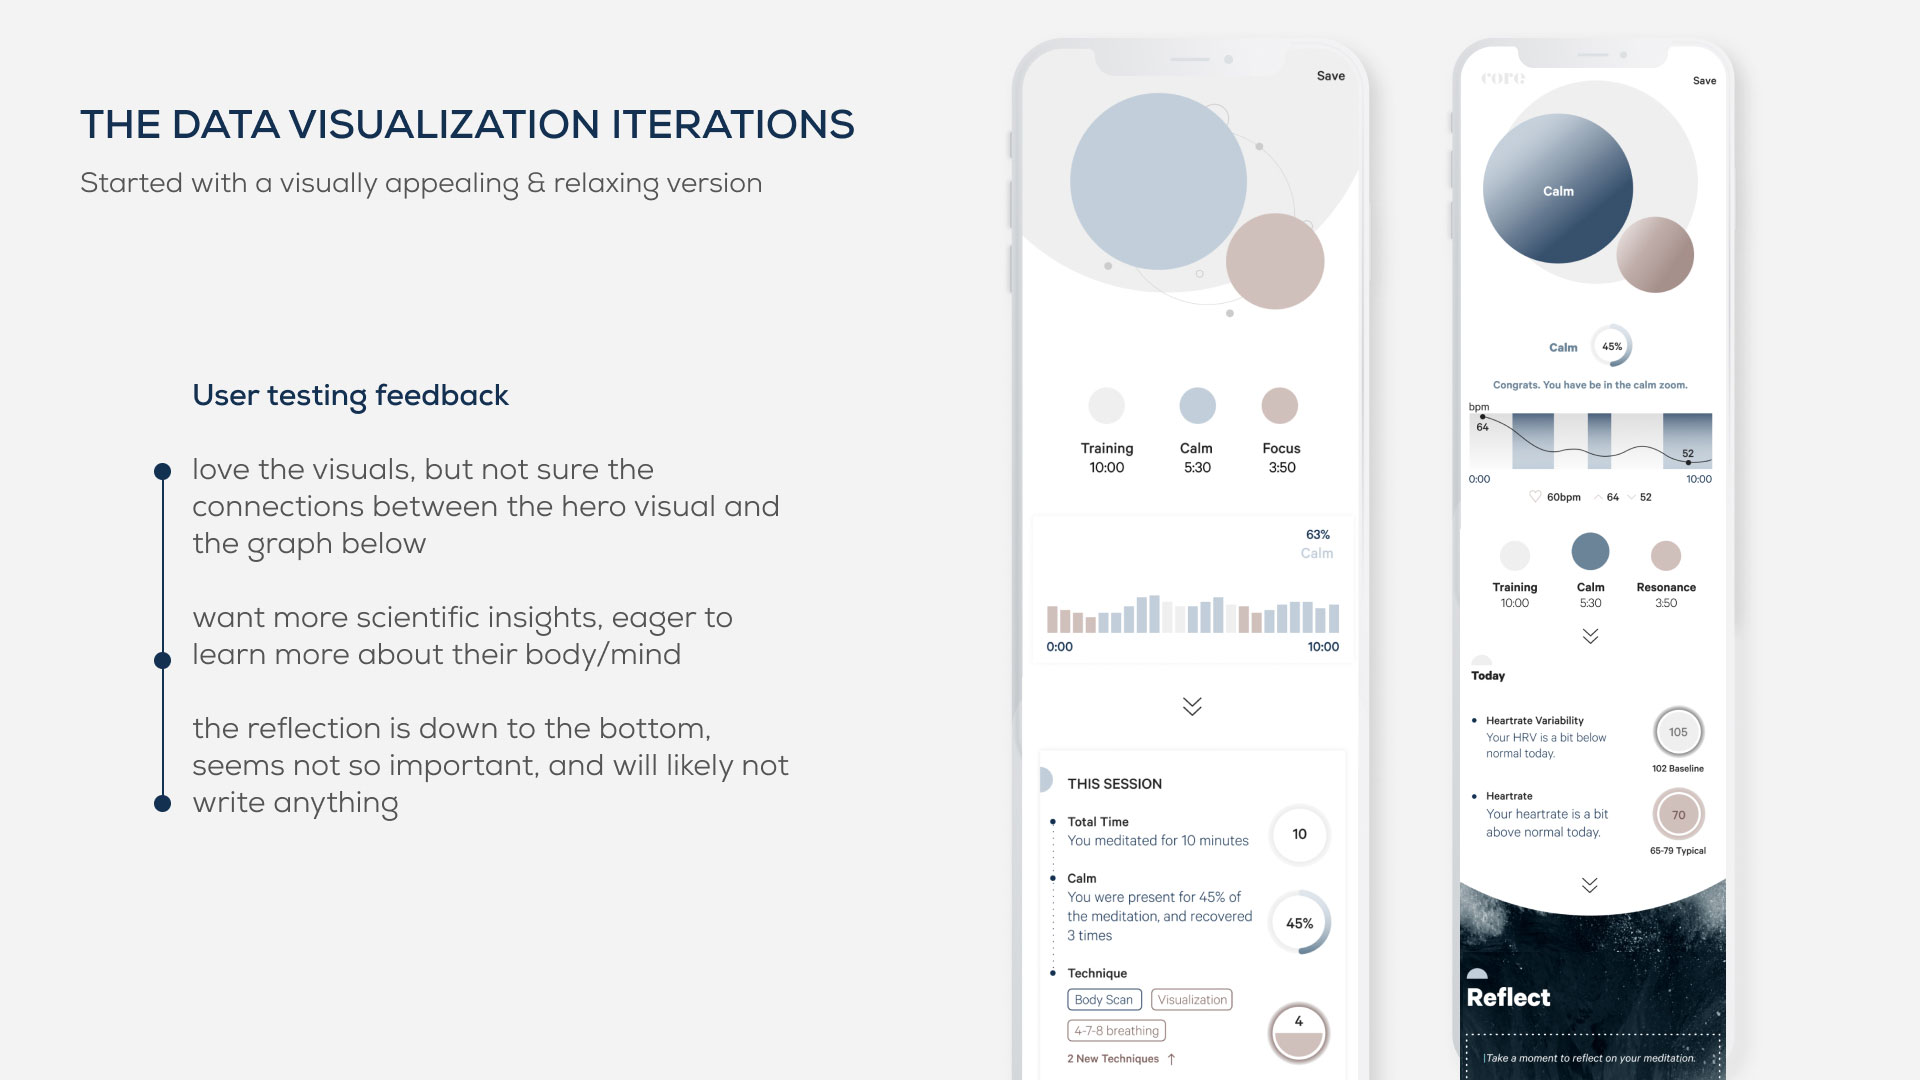 THE DATA VISUALIZATION ITERATIONS
Started with a visually appealing & relaxing version
User testing feedback
love the visuals, but not sure the
connections between the hero visual and
the graph below
want more scientific insights, eager to
learn more about their body/mind
the reflection is down to the bottom,
seems not so important, and will likely not
write anything
Save
Training
10:00
Calm
5:30
Focus
3:50
63%
Calm
0:00
10:00
THIS SESSION
Total Time
You meditated for 10 minutes
10
Calm
You were present for 45% of
the meditation, and recovered
3 times
45%
Technique
Body Scan
Visualization
4-7-8 breathing
2 New Techniques ↑
4
core
Save
Calm
Calm
45%
Congrats. You have be in the calm zoom.
bpm
64
52
0:00
10:00
60bpm
64
52
Training
10:00
Calm
5:30
Resonance
3:50
Today
Heartrate Variability
Your HRV is a bit below
normal today.
105
102 Baseline
Heartrate
Your heartrate is a bit
above normal today.
70
65-79 Typical
Reflect
|Take a moment to reflect on your meditation.